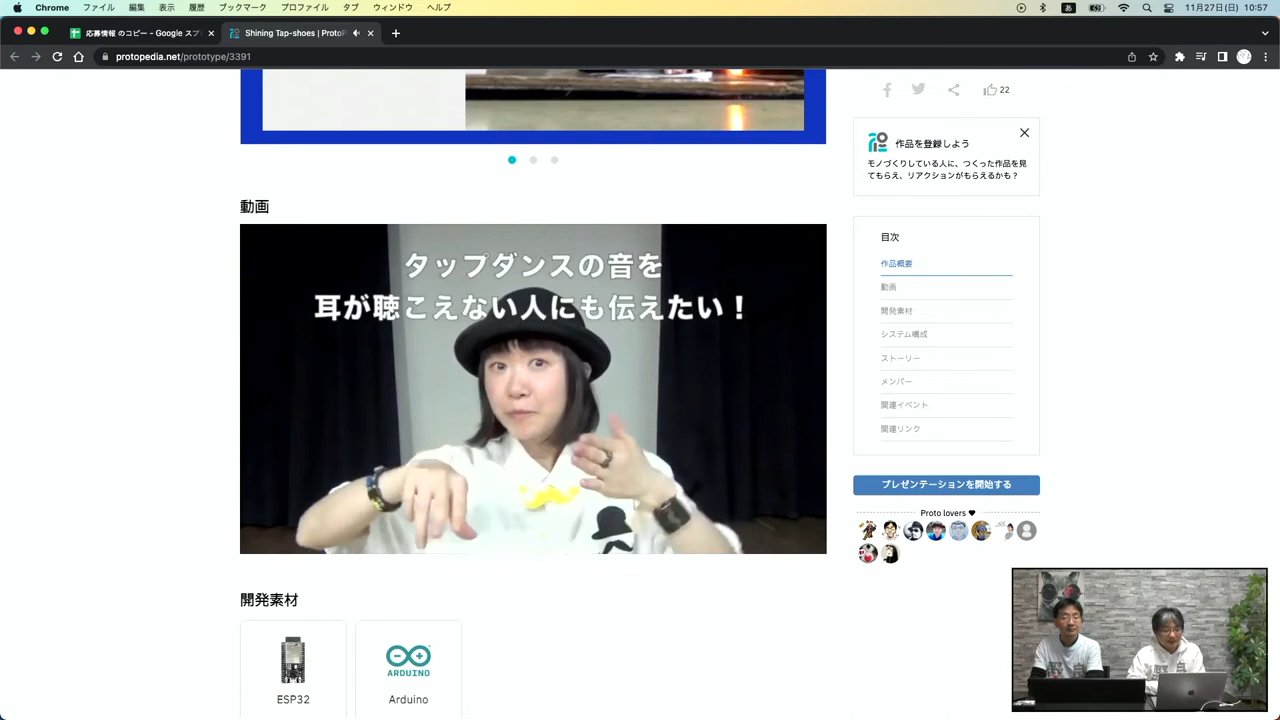 Chrome ファイル 編集 表示 履歴 ブックマーク プロファイル タブ ウィンドウ ヘルプ
あ
11月27日(日) 10:57
応募情報 のコピー - Google スプ
Shining Tap-shoes | ProtoP
protopedia.net/prototype/3391
22
作品を登録しよう
モノづくりしている人に、つくった作品を見
てもらえ、リアクションがもらえるかも？
動画
タップダンスの音を
耳が聴こえない人にも伝えたい！
目次
作品概要
動画
開発素材
システム構成
ストーリー
メンバー
関連イベント
関連リンク
プレゼンテーションを開始する
Proto lovers ♥
開発素材
ESP32
ARDUINO
Arduino